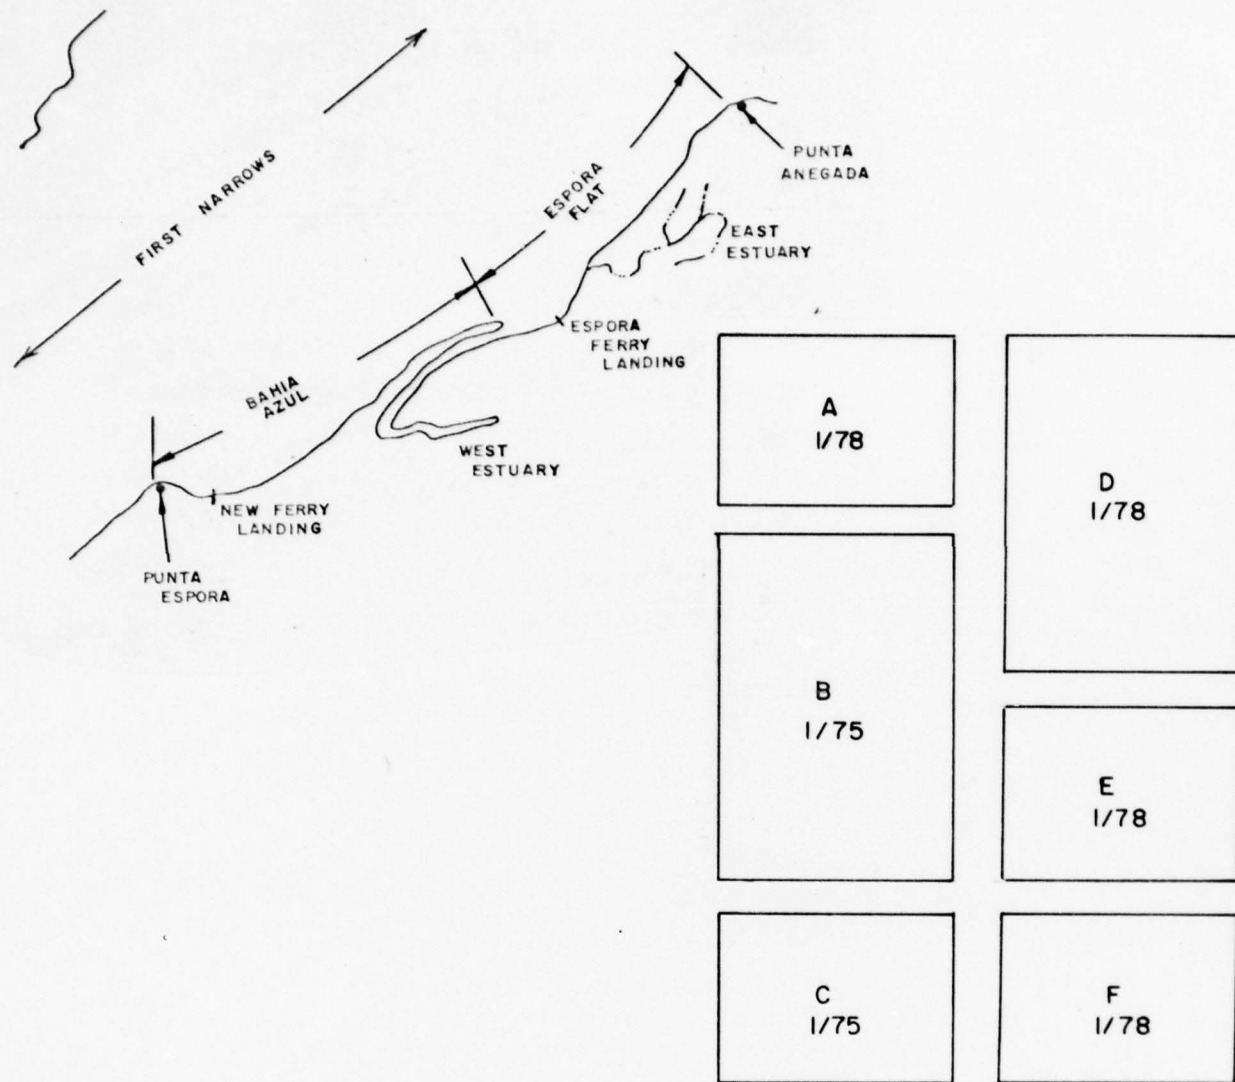 FIRST NARROWS
ESPORA
FLAT
PUNTA
ANEGADA
EAST
ESTUARY
ESPORA
FERRY
LANDING
BAHIA
AZUL
WEST
ESTUARY
NEW FERRY
LANDING
PUNTA
ESPORA
A
1/78
B
1/75
C
1/75
D
1/78
E
1/78
F
1/78